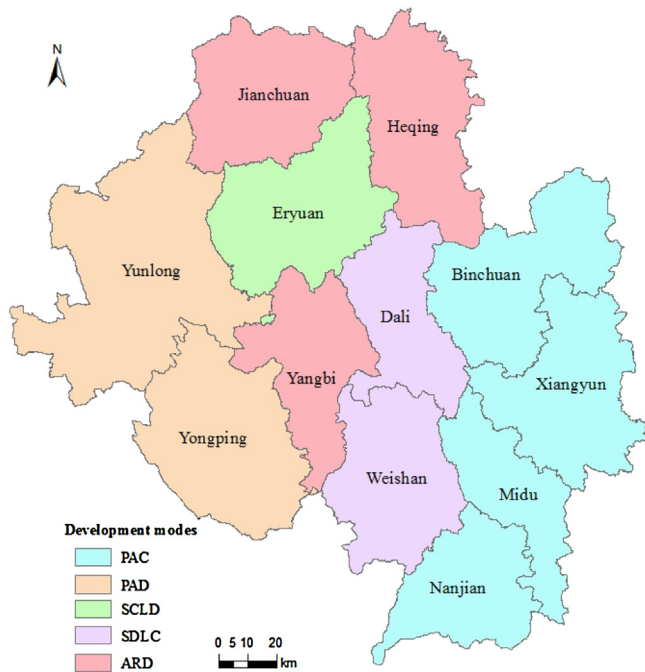 N
Jianchuan
Heqing
Eryuan
Yunlong
Binchuan
Dali
Yangbi
Xiangyun
Yongping
Weishan
Midu
Nanjian
Development modes
PAC
PAD
SCLD
SDLC
ARD
0 5 10 20
km